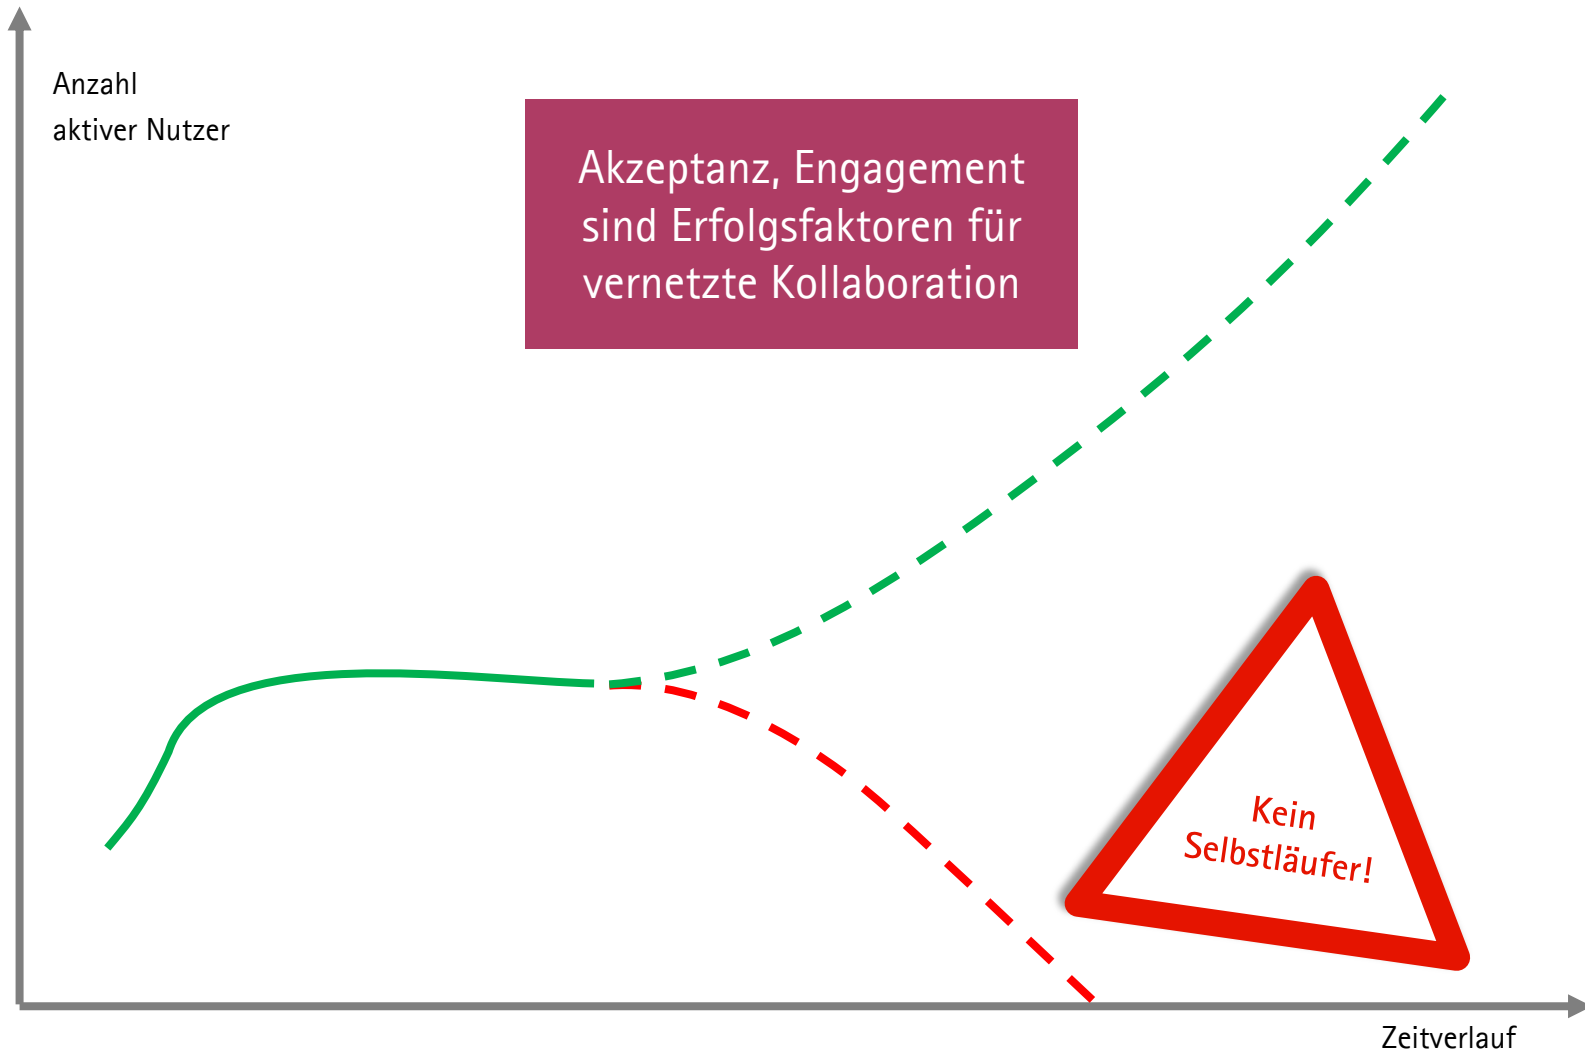 Anzahl
aktiver Nutzer
Akzeptanz, Engagement
sind Erfolgsfaktoren für
vernetzte Kollaboration
Kein
Selbstläufer!
Zeitverlauf